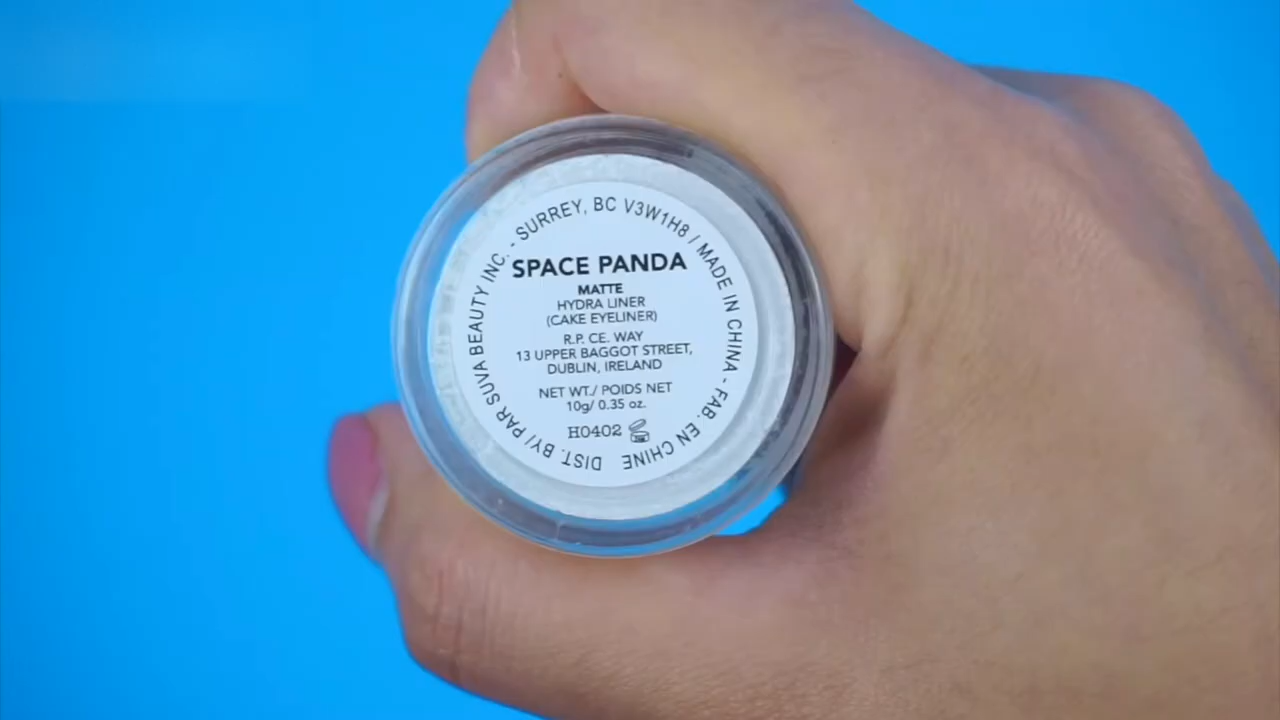 DIST. BY/ PAR SUVA BEAUTY INC. - SURREY, BC V3W1H8 / MADE IN CHINA - FAB. EN CHINE
SPACE PANDA
MATTE
HYDRA LINER
(CAKE EYELINER)
R.P. CE. WAY
13 UPPER BAGGOT STREET,
DUBLIN, IRELAND
NET WT./ POIDS NET
10g/ 0.35 oz.
H0402